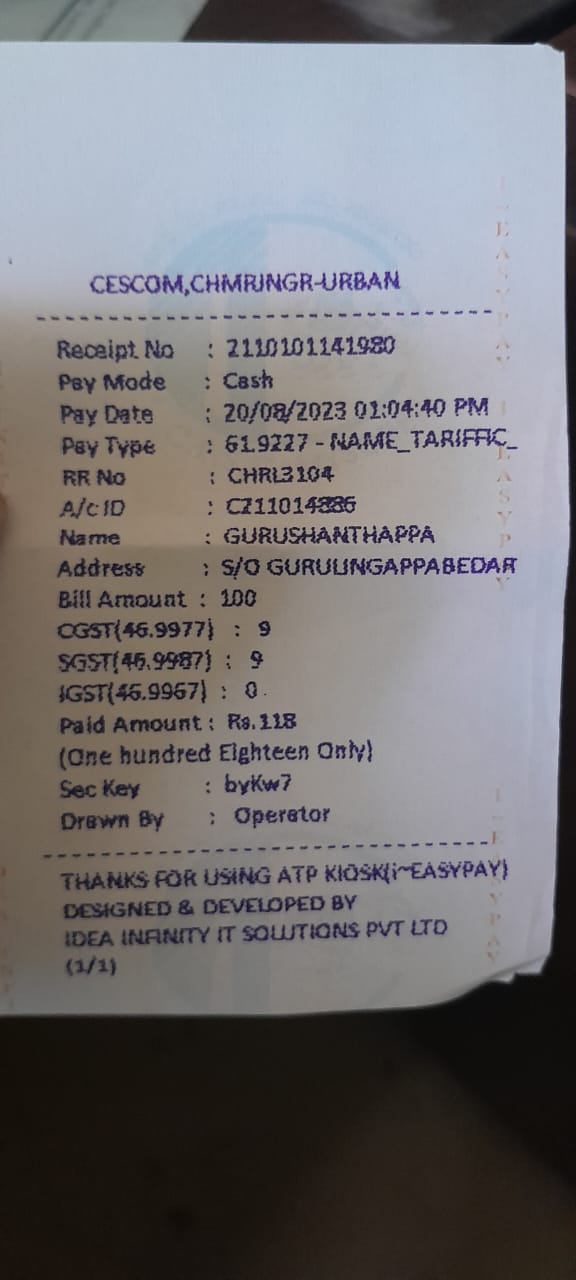 CESCOM,CHMRJNGR-URBAN
Receipt No : 2110101141980
Pay Mode : Cash
Pay Date : 20/08/2023 01:04:40 PM
Pay Type : 61.9227 - NAME_TARIFFIC_
RR No : CHRL3104
A/c ID : C211014886
Name : GURUSHANTHAPPA
Address : S/O GURULINGAPPABEDAR
Bill Amount : 100
CGST(46.9977) : 9
SGST(46.9987) : 9
IGST(46.9967) : 0
Paid Amount : Rs.118
(One hundred Eighteen Only)
Sec Key : byKw7
Drawn By : Operator
THANKS FOR USING ATP KIOSK(i~EASYPAY)
DESIGNED & DEVELOPED BY
IDEA INFINITY IT SOLUTIONS PVT LTD
(1/1)